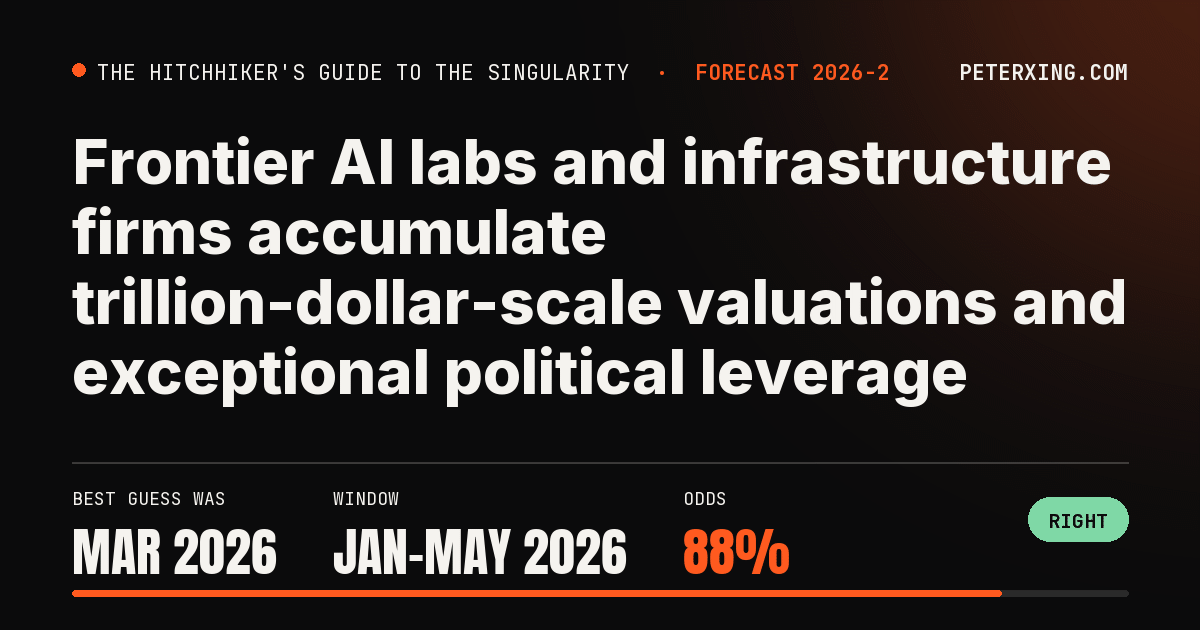 THE HITCHHIKER'S GUIDE TO THE SINGULARITY · FORECAST 2026-2 PETERXING.COM
Frontier AI labs and infrastructure
firms accumulate
trillion-dollar-scale valuations and
exceptional political leverage
BEST GUESS WAS WINDOW ODDS
MAR 2026 JAN-MAY 2026 88% RIGHT